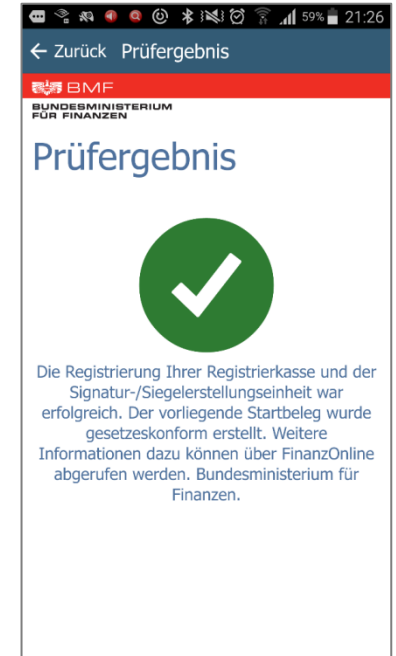 59% 21:26
Zurück Prüfergebnis
BMF
BUNDESMINISTERIUM
FÜR FINANZEN
Prüfergebnis
Die Registrierung Ihrer Registrierkasse und der
Signatur-/Siegelerstellungseinheit war
erfolgreich. Der vorliegende Startbeleg wurde
gesetzeskonform erstellt. Weitere
Informationen dazu können über FinanzOnline
abgerufen werden. Bundesministerium für
Finanzen.